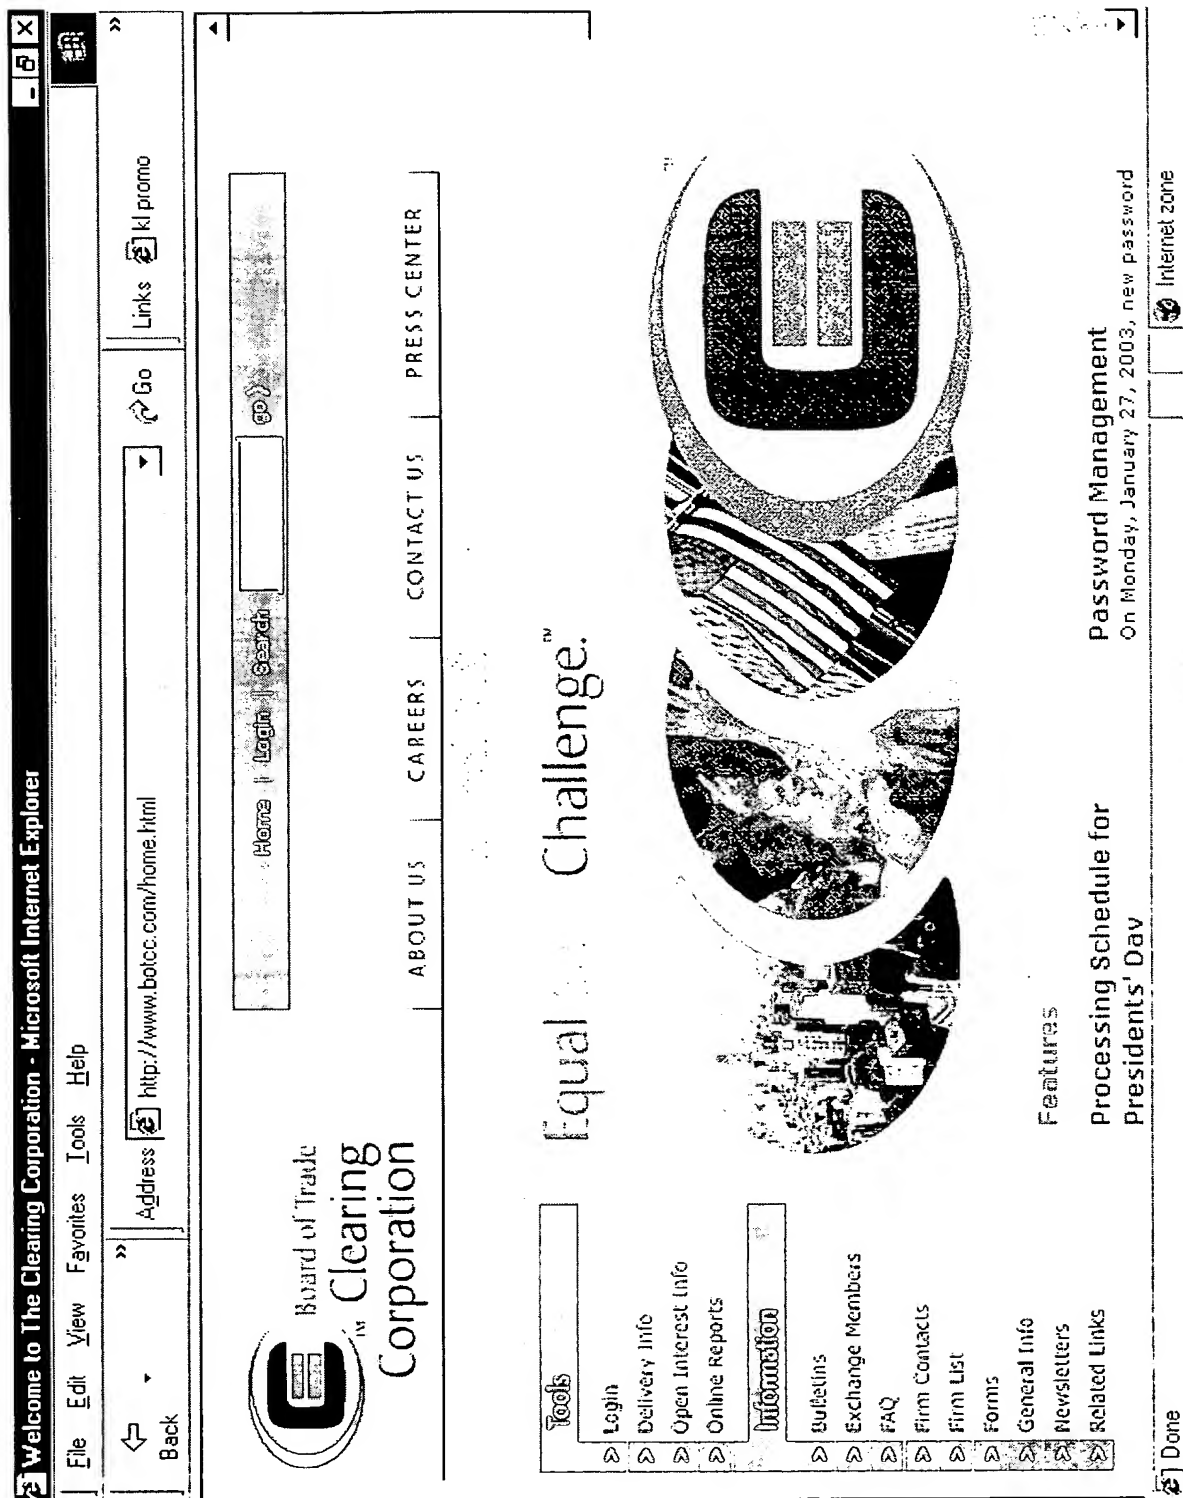 Welcome to The Clearing Corporation - Microsoft Internet Explorer
File Edit View Favorites Tools Help
Back
»
Address http://www.botcc.com/home.html
Go
Links kl promo
»
Home | Login | Search go
Board of Trade
Clearing
Corporation
TM
ABOUT US
CAREERS
CONTACT US
PRESS CENTER
Tools
Login
Delivery Info
Open Interest Info
Online Reports
Information
Bulletins
Exchange Members
FAQ
Firm Contacts
Firm List
Forms
General Info
Newsletters
Related Links
Equal Challenge.™
Features
Processing Schedule for
Presidents' Day
Password Management
On Monday, January 27, 2003, new password
Done
Internet zone